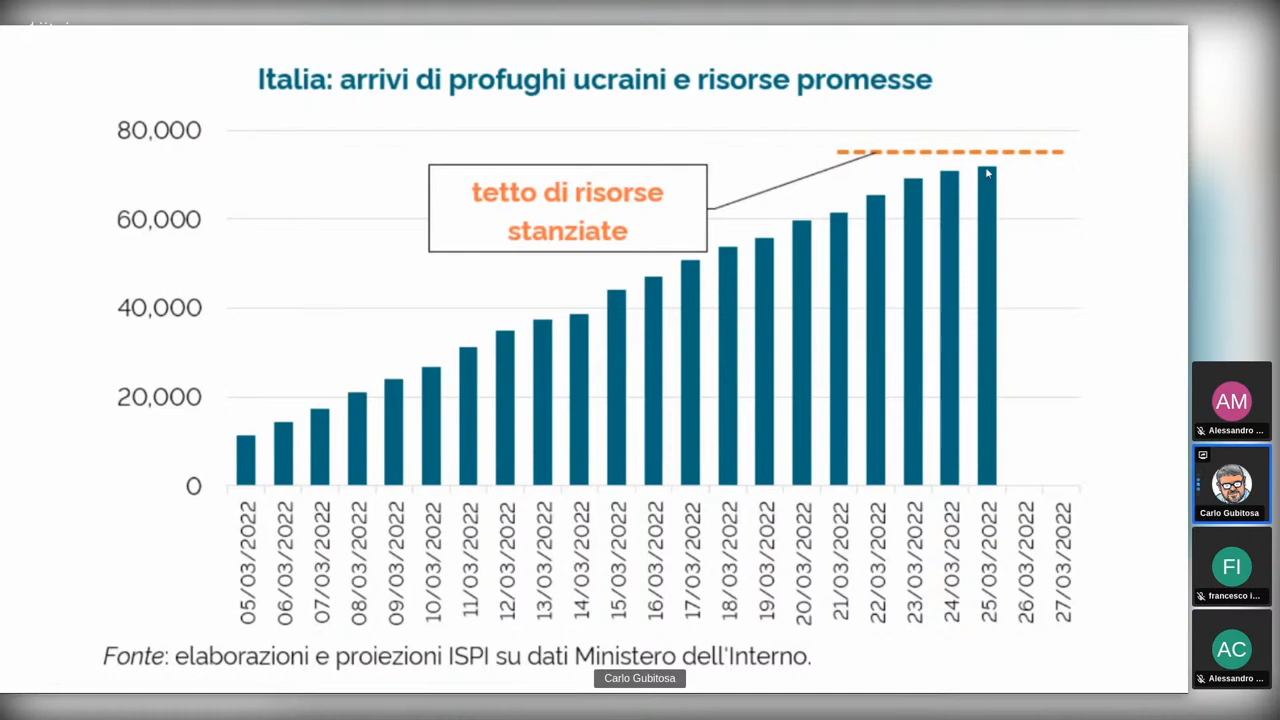 Italia: arrivi di profughi ucraini e risorse promesse
80,000
60,000
40,000
20,000
0
tetto di risorse
stanziate
05/03/2022
06/03/2022
07/03/2022
08/03/2022
09/03/2022
10/03/2022
11/03/2022
12/03/2022
13/03/2022
14/03/2022
15/03/2022
16/03/2022
17/03/2022
18/03/2022
19/03/2022
20/03/2022
21/03/2022
22/03/2022
23/03/2022
24/03/2022
25/03/2022
26/03/2022
27/03/2022
Fonte: elaborazioni e proiezioni ISPI su dati Ministero dell'Interno.
Carlo Gubitosa
AM
Alessandro ...
Carlo Gubitosa
FI
francesco i...
AC
Alessandro ...